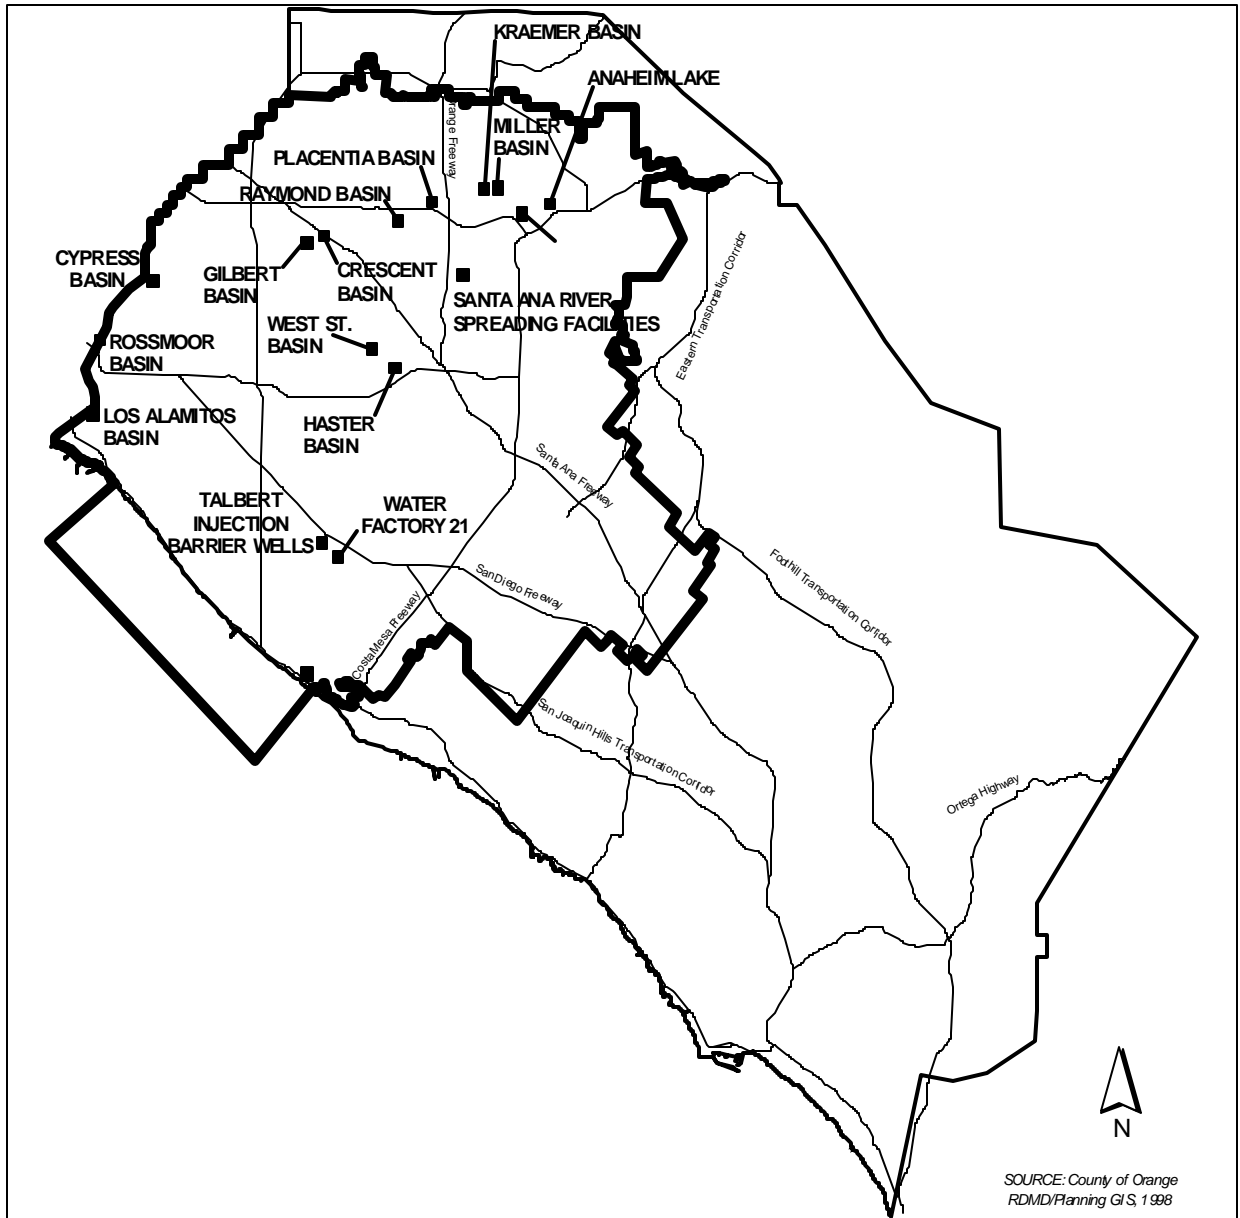 KRAEMER BASIN
ANAHEIM LAKE
MILLER
BASIN
range Freeway
PLACENTIA BASIN
RAYMOND BASIN
CYPRESS
BASIN
GILBERT
BASIN
CRESCENT
BASIN
SANTA ANA RIVER
SPREADING FACILITIES
Eastern Transportation Corridor
WEST ST.
BASIN
ROSSMOOR
BASIN
LOS ALAMITOS
BASIN
HASTER
BASIN
Santa Ana Freeway
TALBERT
INJECTION
BARRIER WELLS
WATER
FACTORY 21
San Diego Freeway
Foothill Transportation Corridor
Costa Mesa Freeway
San Joaquin Hills Transportation Corridor
Ortega Highway
N
SOURCE: County of Orange
RDMD/Planning GIS, 1998